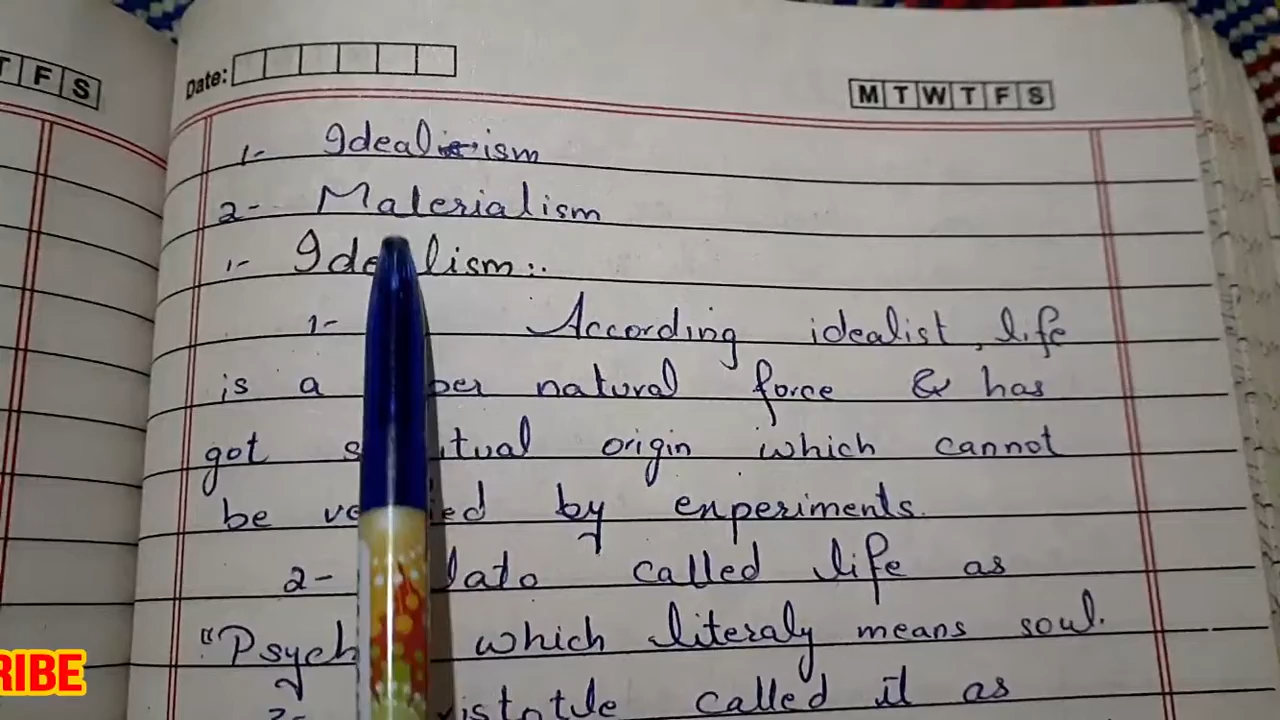 T F S
Date:
M T W T F S
1- Idealism
2- Materialism
1- Idealism:.
1- According idealist, life
is a natural force & has
got origin which cannot
be by experiments.
2- called life as
"Psych which literaly means soul.
called it as
RIBE